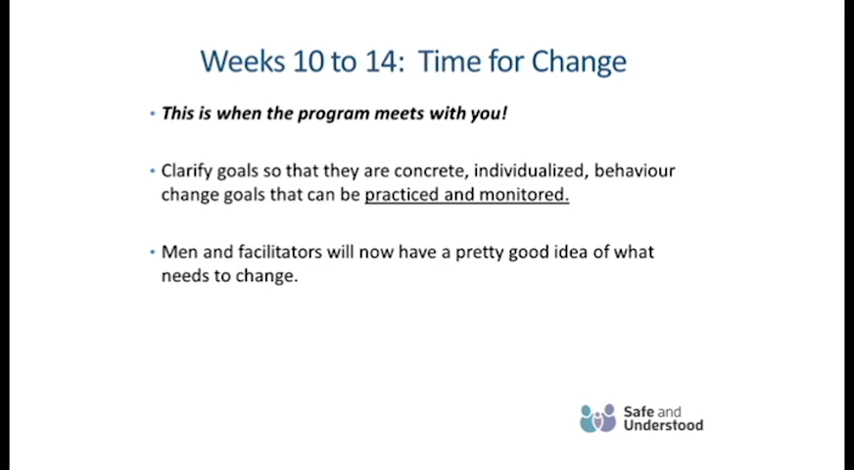 Weeks 10 to 14:  Time for Change
• This is when the program meets with you!
• Clarify goals so that they are concrete, individualized, behaviour
change goals that can be practiced and monitored.
• Men and facilitators will now have a pretty good idea of what
needs to change.
Safe and
Understood